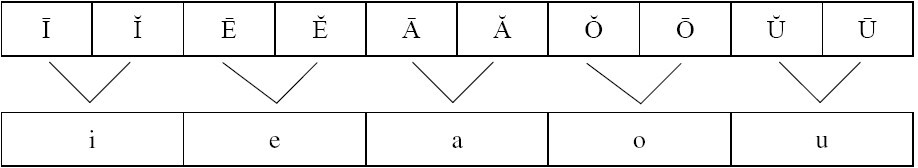 Ī Ĭ Ē Ĕ Ā Ă Ŏ Ō Ŭ Ū
i e a o u